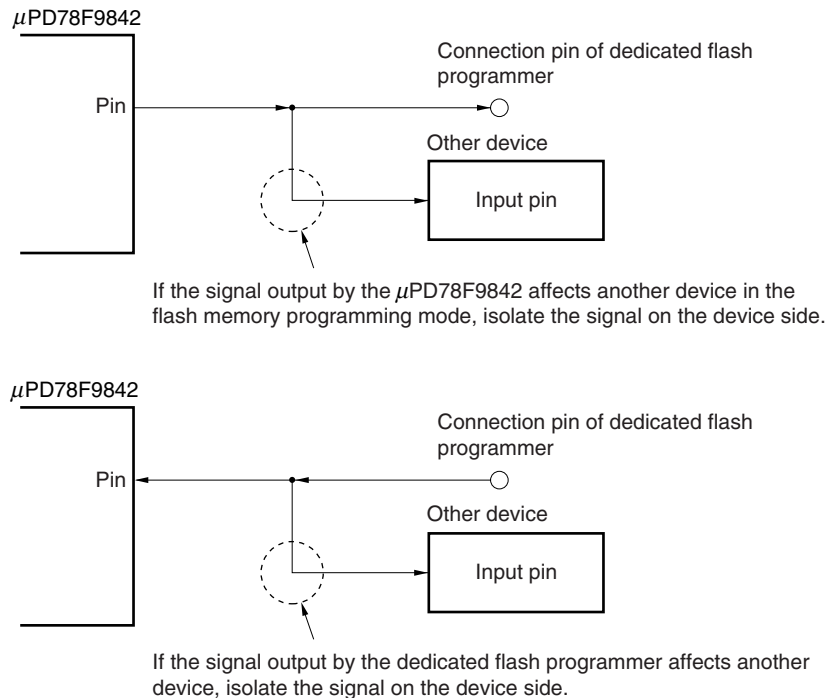 μPD78F9842
Connection pin of dedicated flash
programmer
Pin
Other device
Input pin
If the signal output by the μPD78F9842 affects another device in the
flash memory programming mode, isolate the signal on the device side.
μPD78F9842
Connection pin of dedicated flash
programmer
Pin
Other device
Input pin
If the signal output by the dedicated flash programmer affects another
device, isolate the signal on the device side.